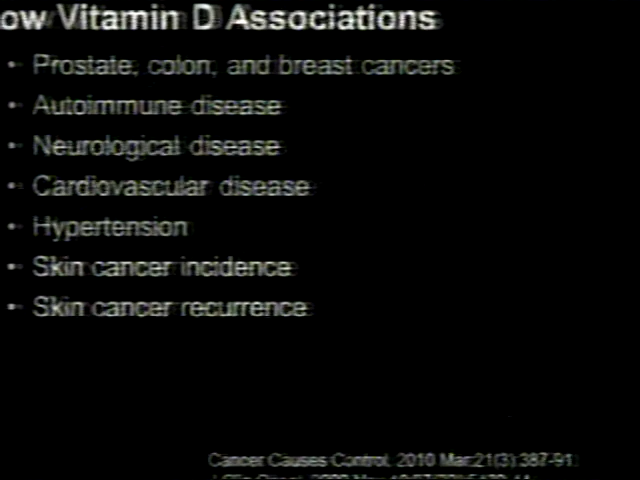 ow Vitamin D Associations
• Prostate, colon, and breast cancers
• Autoimmune disease
• Neurological disease
• Cardiovascular disease
• Hypertension
• Skin cancer incidence
• Skin cancer recurrence
Cancer Causes Control. 2010 Mar;21(3):387-91